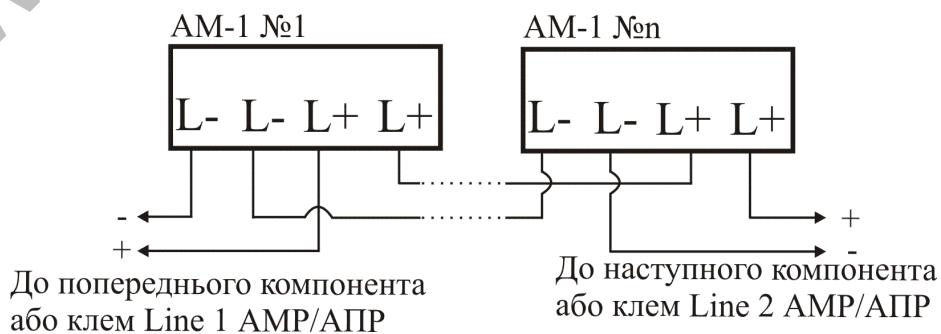 АМ-1 №1
АМ-1 №n
L- L- L+ L+
L- L- L+ L+
-
+
+
-
До попереднього компонента
або клем Line 1 АМР/АПР
До наступного компонента
або клем Line 2 АМР/АПР